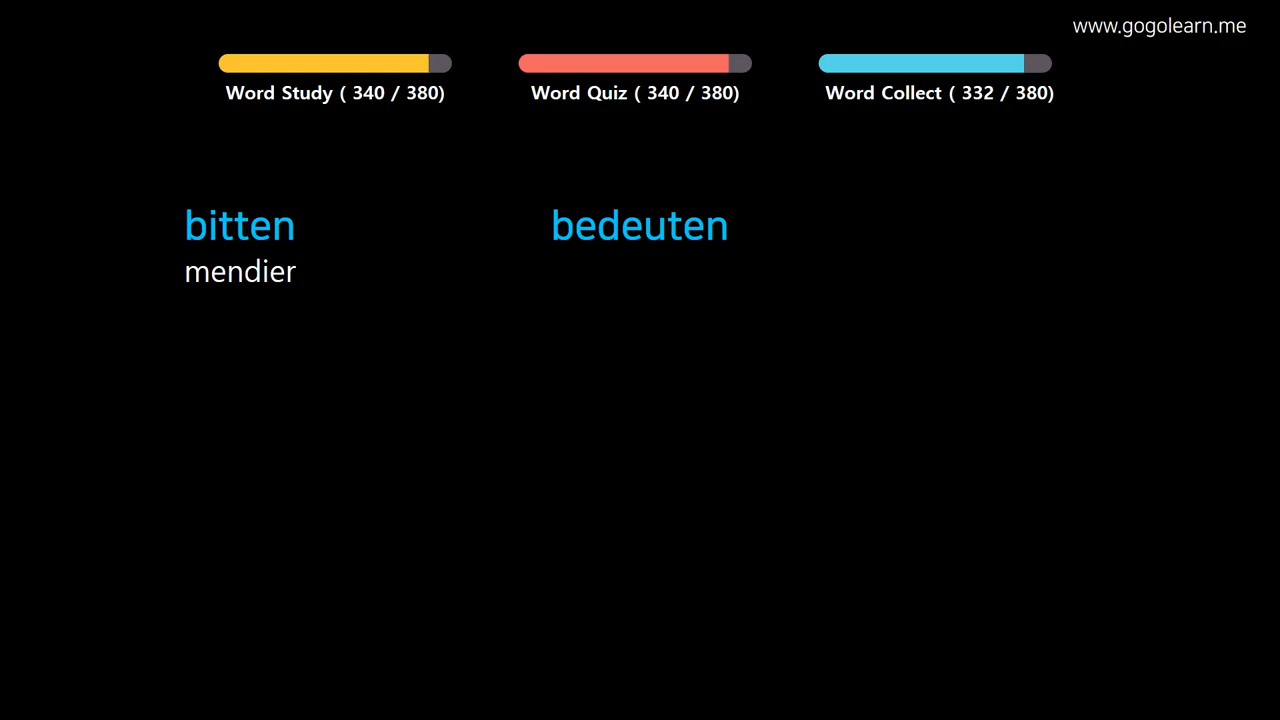 www.gogolearn.me
Word Study ( 340 / 380)
Word Quiz ( 340 / 380)
Word Collect ( 332 / 380)
bitten
mendier
bedeuten